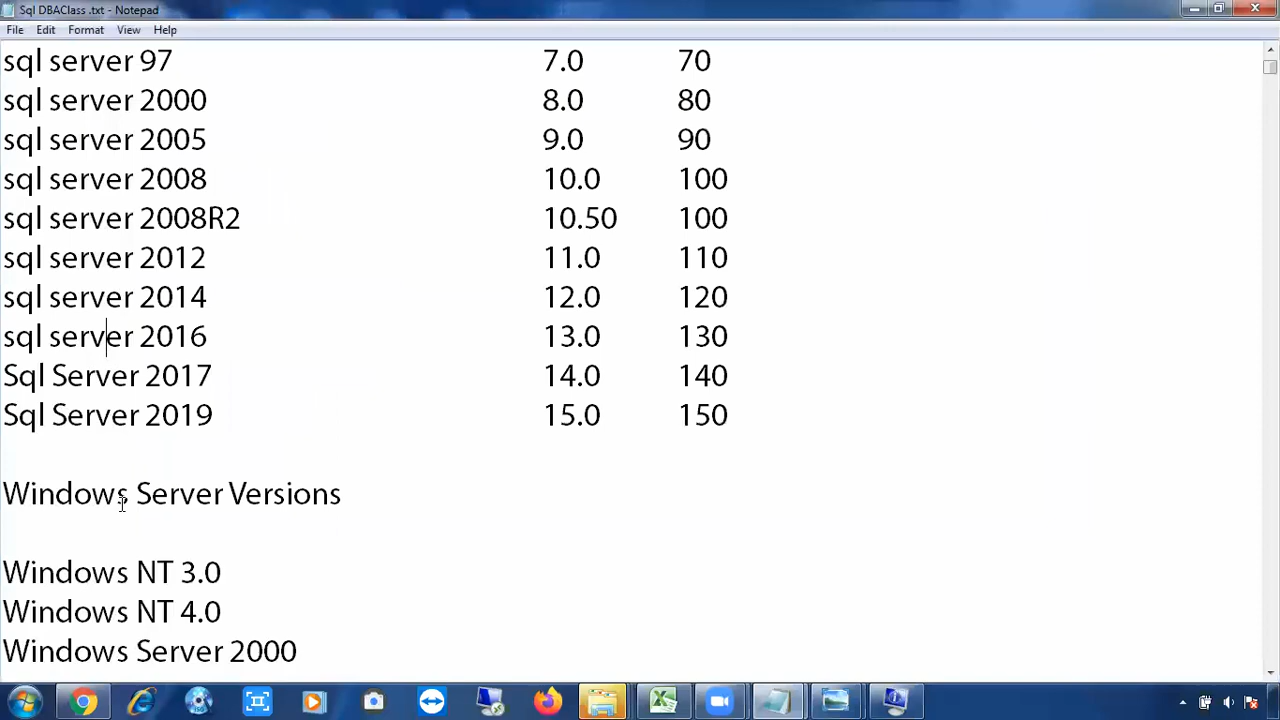 Sql DBAClass .txt - Notepad
File Edit Format View Help
sql server 97 7.0 70
sql server 2000 8.0 80
sql server 2005 9.0 90
sql server 2008 10.0 100
sql server 2008R2 10.50 100
sql server 2012 11.0 110
sql server 2014 12.0 120
sql server 2016 13.0 130
Sql Server 2017 14.0 140
Sql Server 2019 15.0 150
Windows Server Versions
Windows NT 3.0
Windows NT 4.0
Windows Server 2000